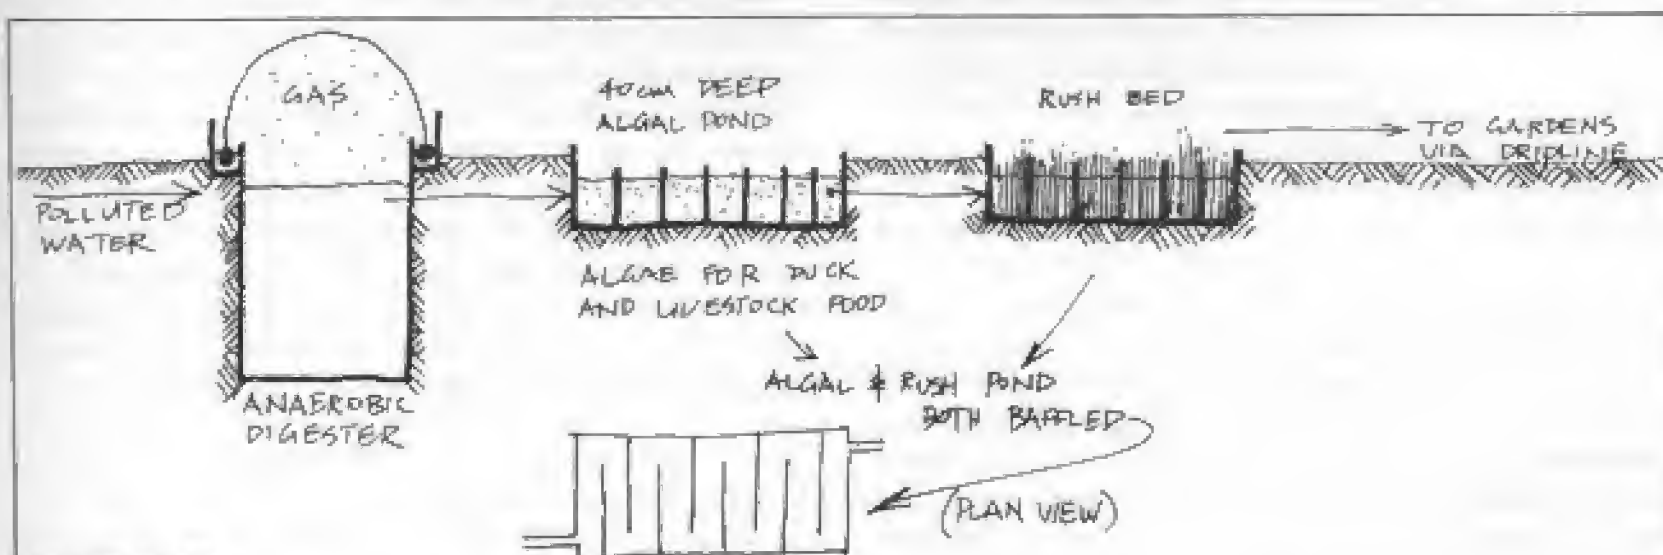 GAS
40cm DEEP
ALGAL POND
RUSH BED
TO GARDENS
VIA DRIPLINE
POLLUTED
WATER
ALGAE FOR DUCK
AND LIVESTOCK FOOD
ANAEROBIC
DIGESTER
ALGAL & RUSH POND
BOTH BAFFLED
(PLAN VIEW)